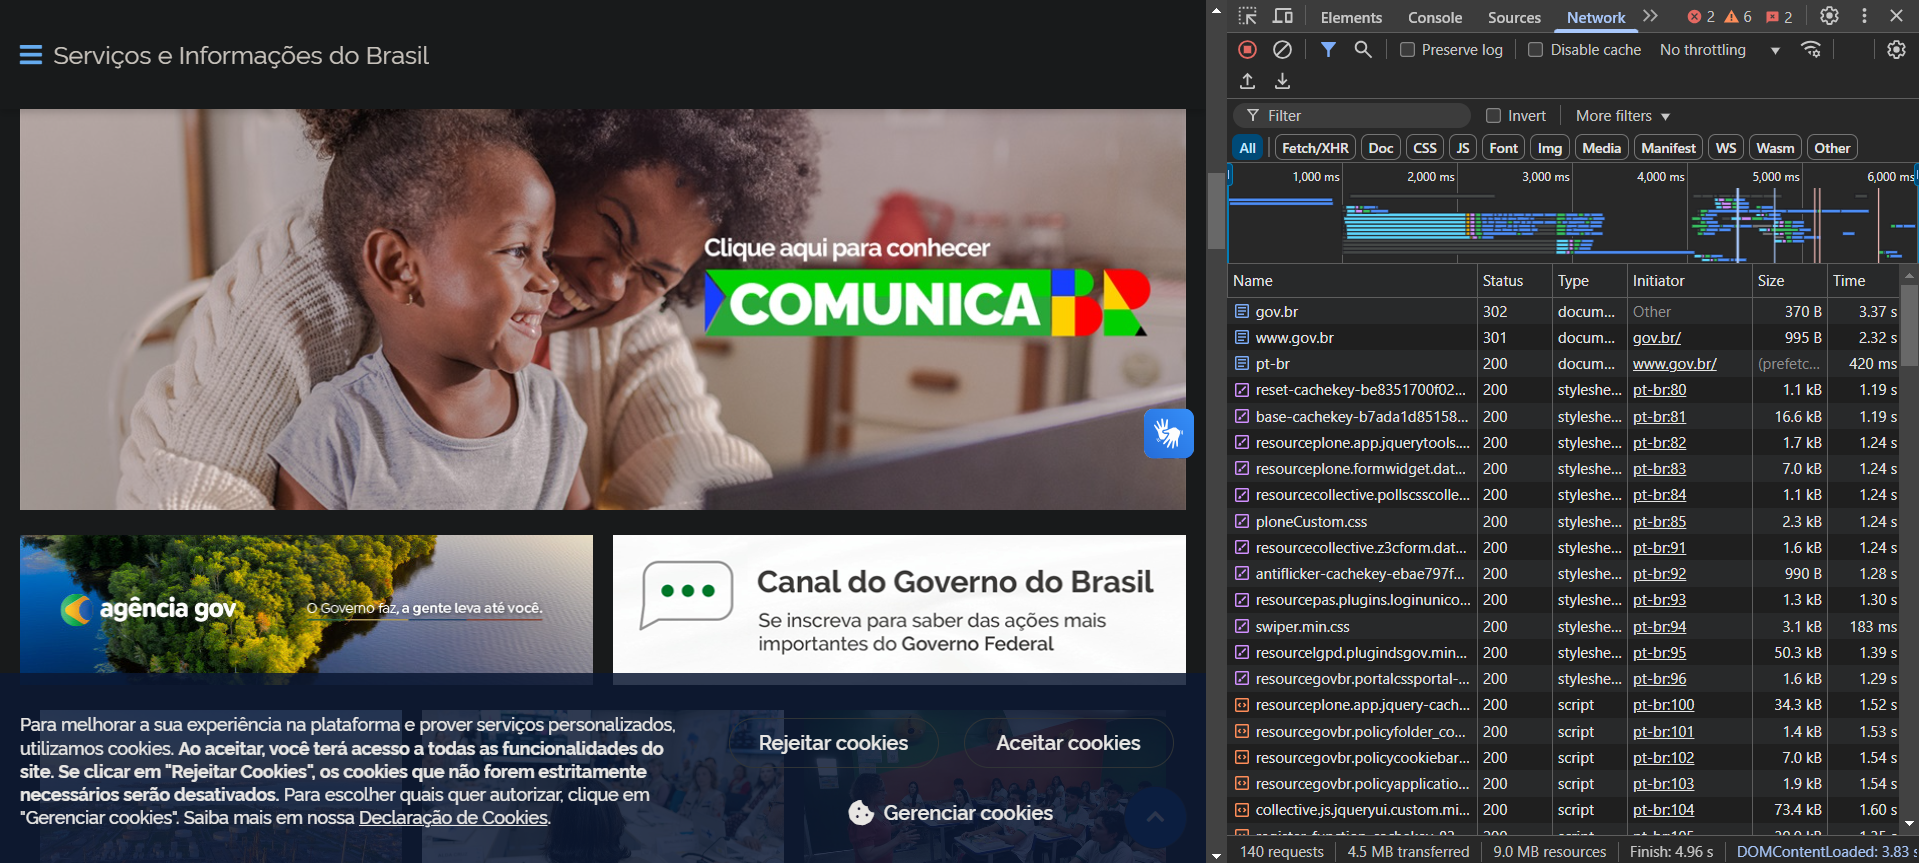 Serviços e Informações do Brasil
Clique aqui para conhecer
COMUNICABR
agência gov
O Governo faz, a gente leva até você.
Canal do Governo do Brasil
Se inscreva para saber das ações mais
importantes do Governo Federal
Para melhorar a sua experiência na plataforma e prover serviços personalizados,
utilizamos cookies. Ao aceitar, você terá acesso a todas as funcionalidades do
site. Se clicar em "Rejeitar Cookies", os cookies que não forem estritamente
necessários serão desativados. Para escolher quais quer autorizar, clique em
"Gerenciar cookies". Saiba mais em nossa Declaração de Cookies.
Rejeitar cookies
Aceitar cookies
Gerenciar cookies
Elements Console Sources Network 2 6 2
Preserve log Disable cache No throttling
Filter Invert More filters
All Fetch/XHR Doc CSS JS Font Img Media Manifest WS Wasm Other
1,000 ms 2,000 ms 3,000 ms 4,000 ms 5,000 ms 6,000 ms
Name Status Type Initiator Size Time
gov.br 302 docum... Other 370 B 3.37 s
www.gov.br 301 docum... gov.br/ 995 B 2.32 s
pt-br 200 docum... www.gov.br/ (prefetc... 420 ms
reset-cachekey-be8351700f02... 200 styleshe... pt-br:80 1.1 kB 1.19 s
base-cachekey-b7ada1d85158... 200 styleshe... pt-br:81 16.6 kB 1.19 s
resourceplone.app.jquerytools.... 200 styleshe... pt-br:82 1.7 kB 1.24 s
resourceplone.formwidget.dat... 200 styleshe... pt-br:83 7.0 kB 1.24 s
resourcecollective.pollscsscolle... 200 styleshe... pt-br:84 1.1 kB 1.24 s
ploneCustom.css 200 styleshe... pt-br:85 2.3 kB 1.24 s
resourcecollective.z3cform.dat... 200 styleshe... pt-br:91 1.6 kB 1.24 s
antiflicker-cachekey-ebae797f... 200 styleshe... pt-br:92 990 B 1.28 s
resourcepas.plugins.loginunico... 200 styleshe... pt-br:93 1.3 kB 1.30 s
swiper.min.css 200 styleshe... pt-br:94 3.1 kB 183 ms
resourcelgpd.plugindsgov.min... 200 styleshe... pt-br:95 50.3 kB 1.39 s
resourcegovbr.portalcssportal-... 200 styleshe... pt-br:96 1.6 kB 1.29 s
resourceplone.app.jquery-cach... 200 script pt-br:100 34.3 kB 1.52 s
resourcegovbr.policyfolder_co... 200 script pt-br:101 1.4 kB 1.53 s
resourcegovbr.policycookiebar... 200 script pt-br:102 7.0 kB 1.54 s
resourcegovbr.policyapplicatio... 200 script pt-br:103 1.9 kB 1.54 s
collective.js.jqueryui.custom.mi... 200 script pt-br:104 73.4 kB 1.60 s
140 requests 4.5 MB transferred 9.0 MB resources Finish: 4.96 s DOMContentLoaded: 3.83 s